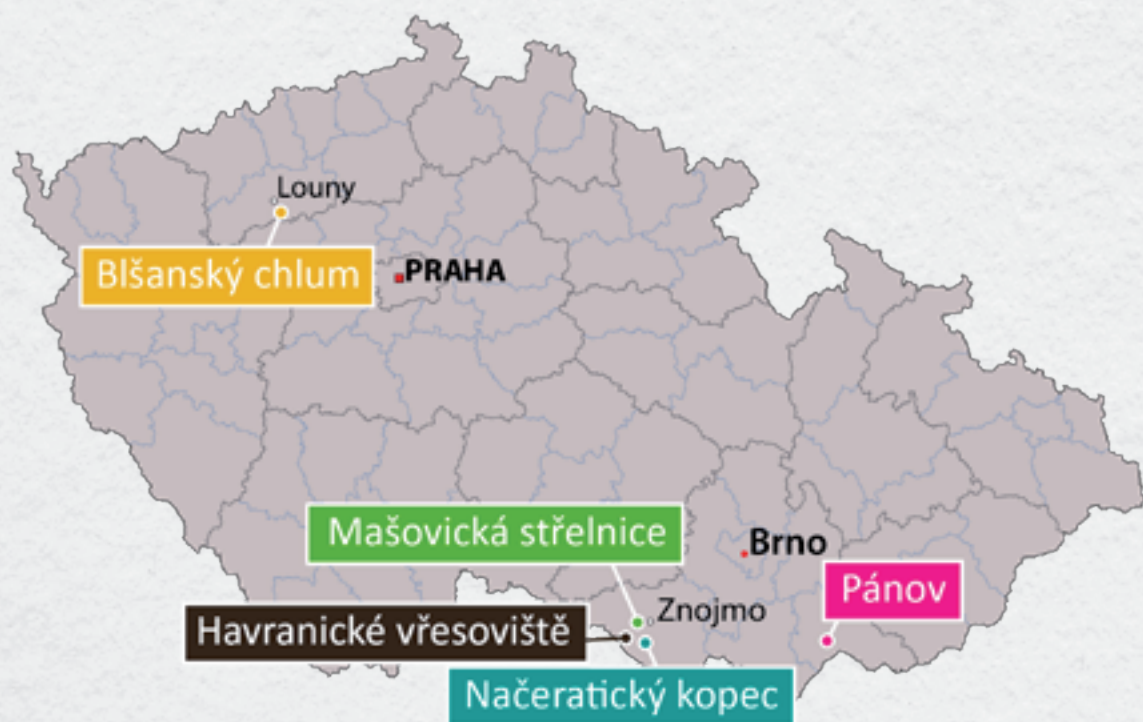 Louny
Blšanský chlum
PRAHA
Mašovická střelnice
Brno
Pánov
Znojmo
Havranické vřesoviště
Načeratický kopec